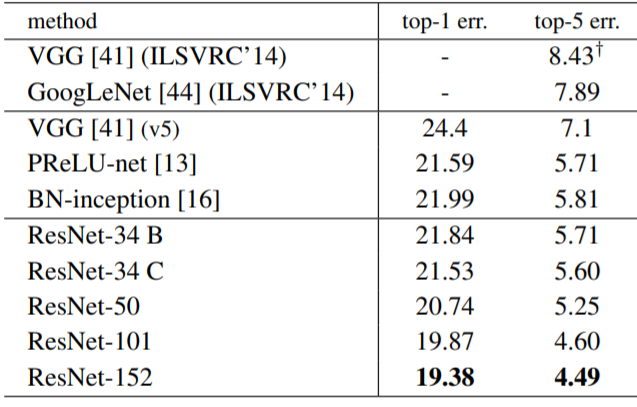 method top-1 err. top-5 err.
VGG [41] (ILSVRC’14) - 8.43†
GoogLeNet [44] (ILSVRC’14) - 7.89
VGG [41] (v5) 24.4 7.1
PReLU-net [13] 21.59 5.71
BN-inception [16] 21.99 5.81
ResNet-34 B 21.84 5.71
ResNet-34 C 21.53 5.60
ResNet-50 20.74 5.25
ResNet-101 19.87 4.60
ResNet-152 19.38 4.49